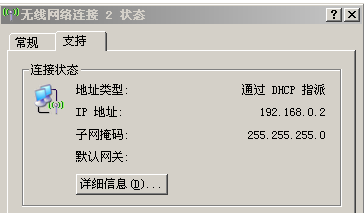 无线网络连接 2 状态
常规 支持
连接状态
地址类型: 通过 DHCP 指派
IP 地址: 192.168.0.2
子网掩码: 255.255.255.0
默认网关:
详细信息(D)...